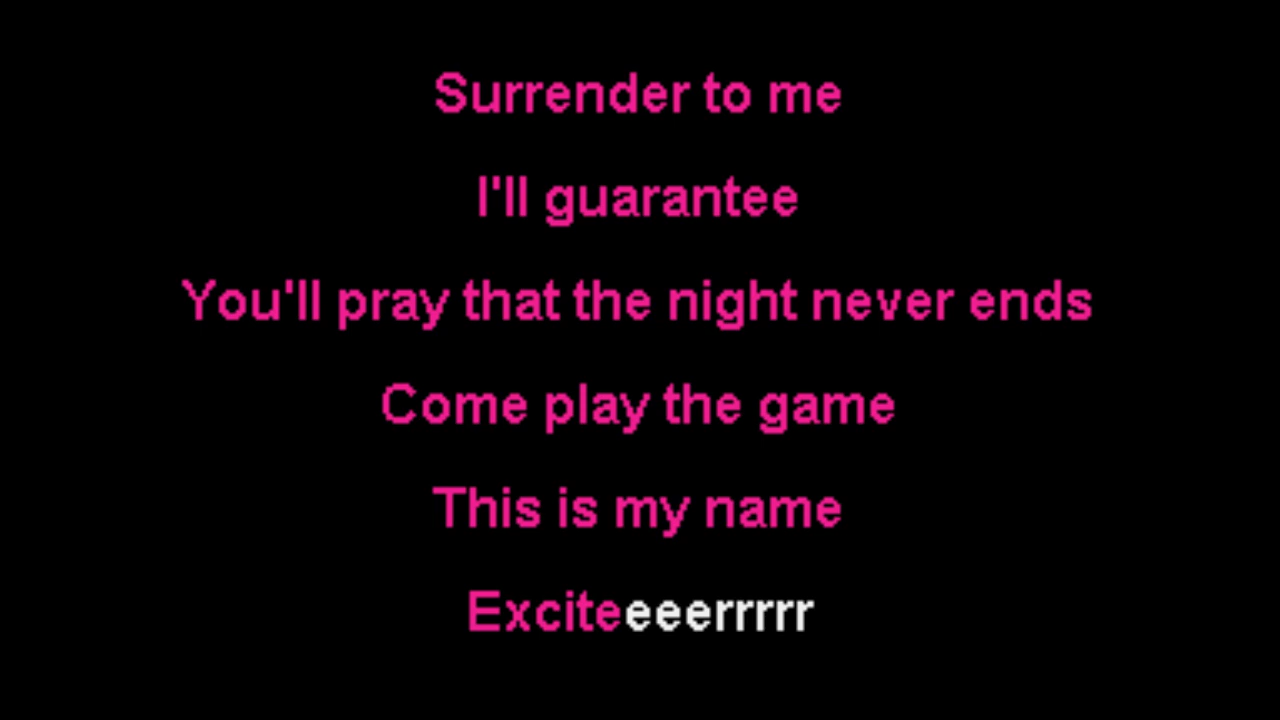 Surrender to me
I'll guarantee
You'll pray that the night never ends
Come play the game
This is my name
Exciteeeerrrrr